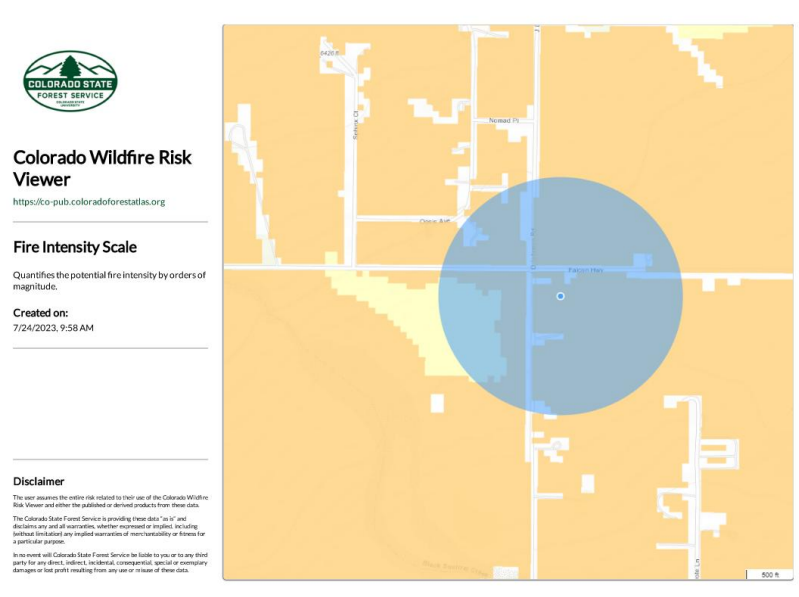 COLORADO STATE
FOREST SERVICE
COLORADO STATE
UNIVERSITY
Colorado Wildfire Risk
Viewer
https://co-pub.coloradoforestatlas.org
Fire Intensity Scale
Quantifies the potential fire intensity by orders of
magnitude.
Created on:
7/24/2023, 9:58 AM
Disclaimer
The user assumes the entire risk related to their use of the Colorado Wildfire
Risk Viewer and either the published or derived products from these data.
The Colorado State Forest Service is providing these data "as is" and
disclaims any and all warranties, whether expressed or implied, including
(without limitation) any implied warranties of merchantability or fitness for
a particular purpose.
In no event will Colorado State Forest Service be liable to you or to any third
party for any direct, indirect, incidental, consequential, special or exemplary
damages or lost profit resulting from any use or misuse of these data.
Nomad Pt
Falcon Hwy
500 ft